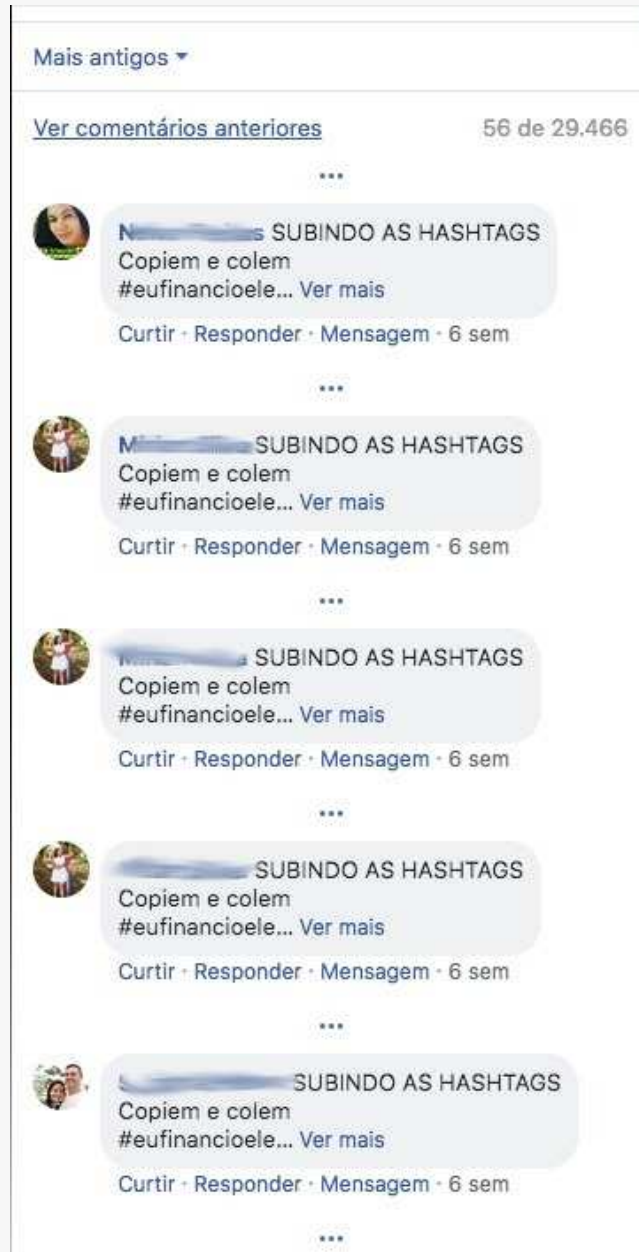 Mais antigos
Ver comentários anteriores 56 de 29.466
SUBINDO AS HASHTAGS
Copiem e colem
#eufinancioele... Ver mais
Curtir · Responder · Mensagem · 6 sem
SUBINDO AS HASHTAGS
Copiem e colem
#eufinancioele... Ver mais
Curtir · Responder · Mensagem · 6 sem
SUBINDO AS HASHTAGS
Copiem e colem
#eufinancioele... Ver mais
Curtir · Responder · Mensagem · 6 sem
SUBINDO AS HASHTAGS
Copiem e colem
#eufinancioele... Ver mais
Curtir · Responder · Mensagem · 6 sem
SUBINDO AS HASHTAGS
Copiem e colem
#eufinancioele... Ver mais
Curtir · Responder · Mensagem · 6 sem